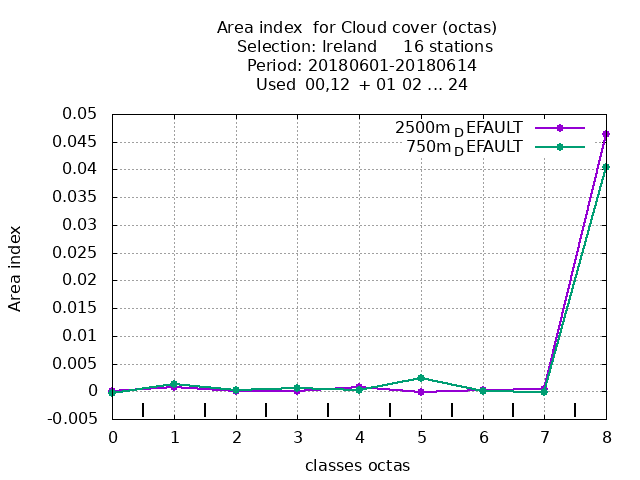 Area index  for Cloud cover (octas)
Selection: Ireland     16 stations
Period: 20180601-20180614
Used  00,12  + 01 02 ... 24
0.05
0.045
0.04
0.035
0.03
0.025
0.02
0.015
0.01
0.005
0
-0.005
Area index
2500m_DEFAULT
750m_DEFAULT
0 1 2 3 4 5 6 7 8
classes octas